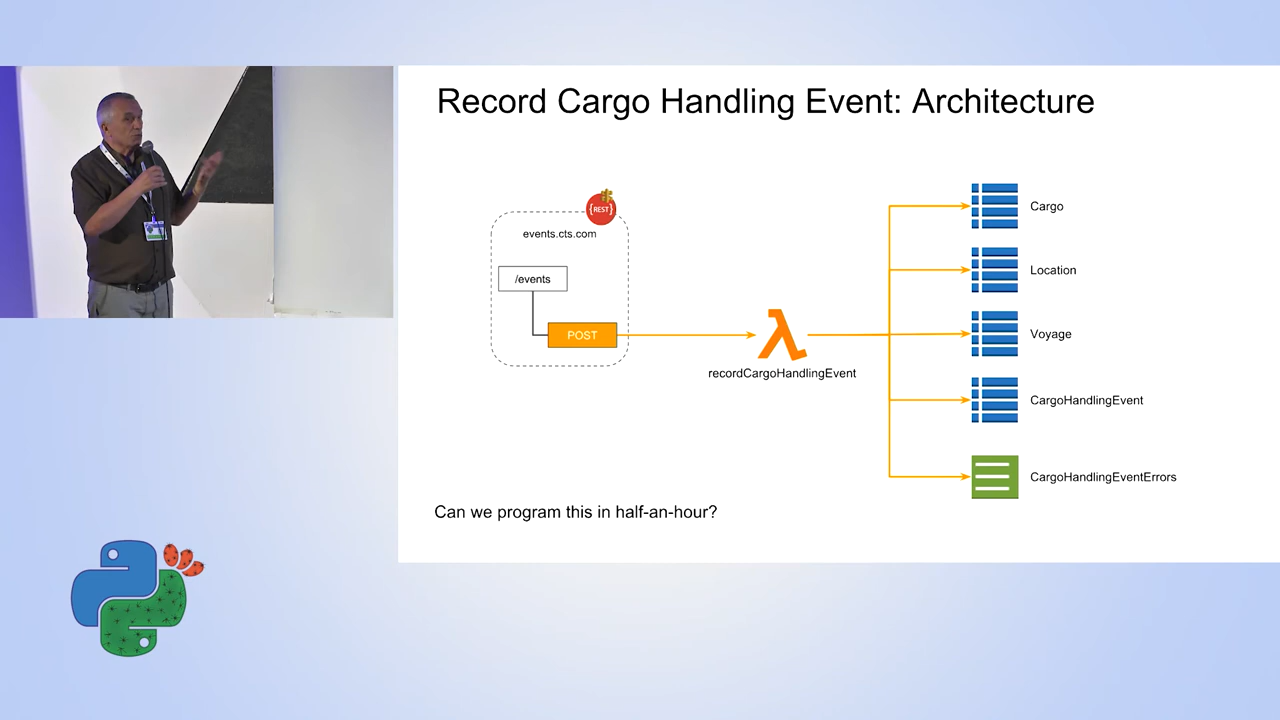 Record Cargo Handling Event: Architecture
{REST}
events.cts.com
/events
POST
recordCargoHandlingEvent
Cargo
Location
Voyage
CargoHandlingEvent
CargoHandlingEventErrors
Can we program this in half-an-hour?